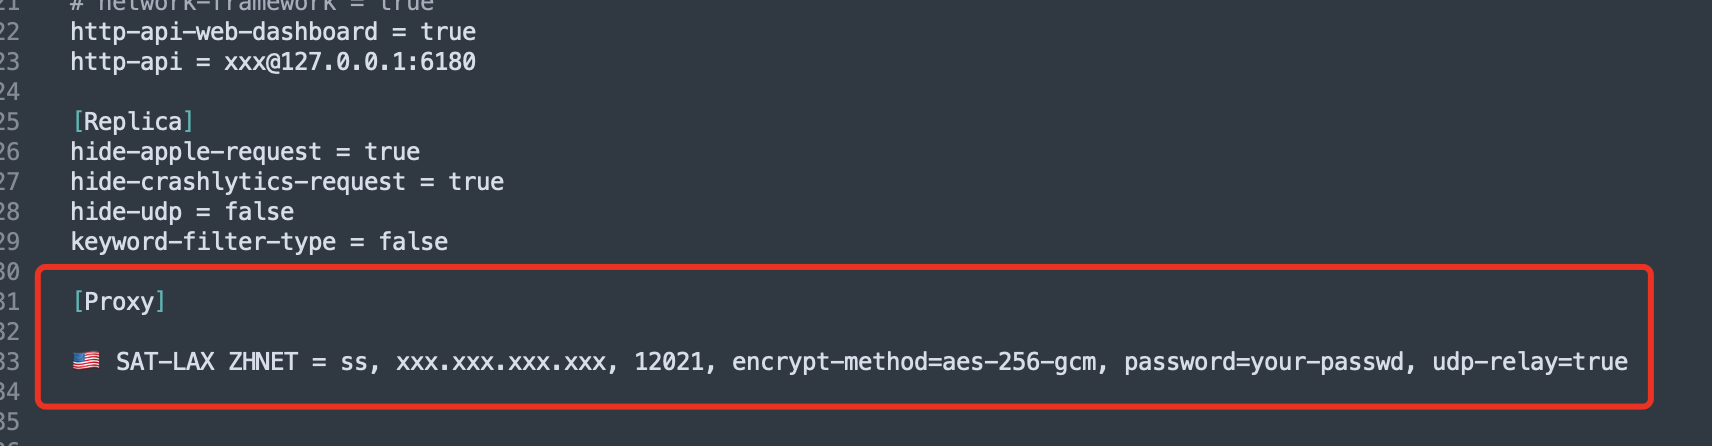 21 # network-framework = true
22 http-api-web-dashboard = true
23 http-api = xxx@127.0.0.1:6180
24
25 [Replica]
26 hide-apple-request = true
27 hide-crashlytics-request = true
28 hide-udp = false
29 keyword-filter-type = false
30
31 [Proxy]
32
33 🇺🇸 SAT-LAX ZHNET = ss, xxx.xxx.xxx.xxx, 12021, encrypt-method=aes-256-gcm, password=your-passwd, udp-relay=true
34
35